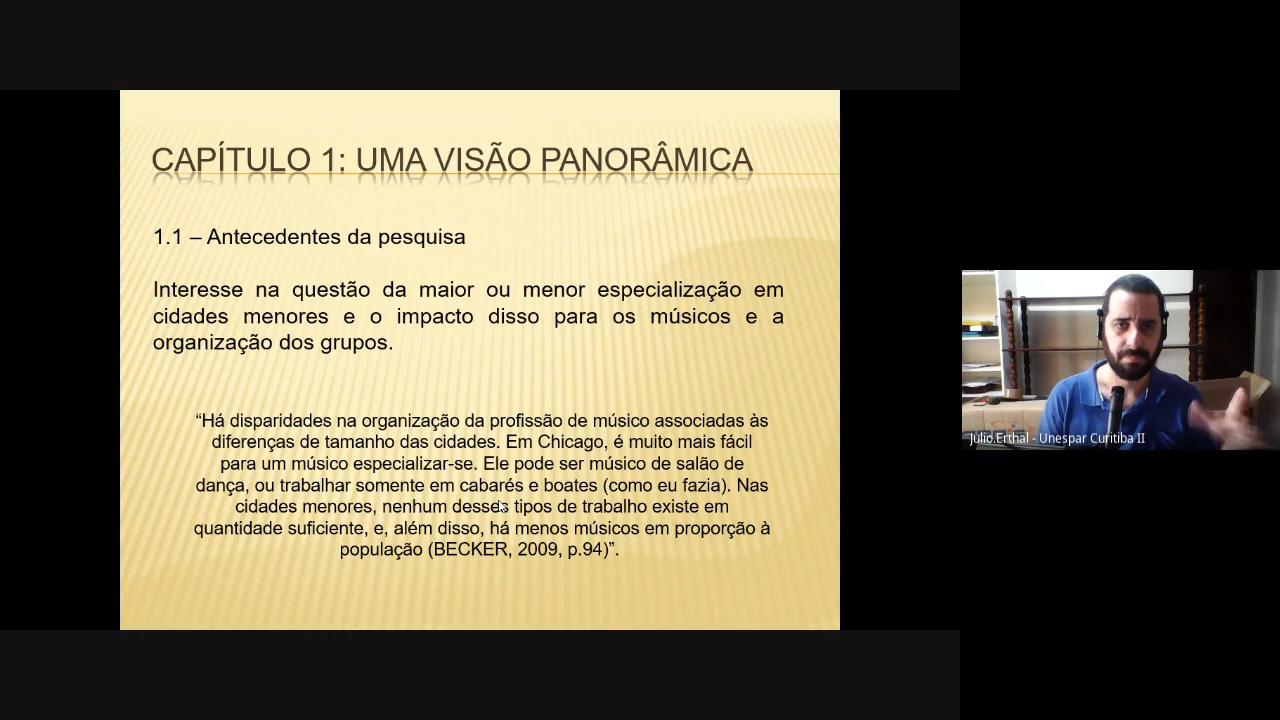 CAPÍTULO 1: UMA VISÃO PANORÂMICA
1.1 – Antecedentes da pesquisa
Interesse na questão da maior ou menor especialização em
cidades menores e o impacto disso para os músicos e a
organização dos grupos.
“Há disparidades na organização da profissão de músico associadas às
diferenças de tamanho das cidades. Em Chicago, é muito mais fácil
para um músico especializar-se. Ele pode ser músico de salão de
dança, ou trabalhar somente em cabarés e boates (como eu fazia). Nas
cidades menores, nenhum desses tipos de trabalho existe em
quantidade suficiente, e, além disso, há menos músicos em proporção à
população (BECKER, 2009, p.94)”.
Julio.Erthal - Unespar Curitiba II